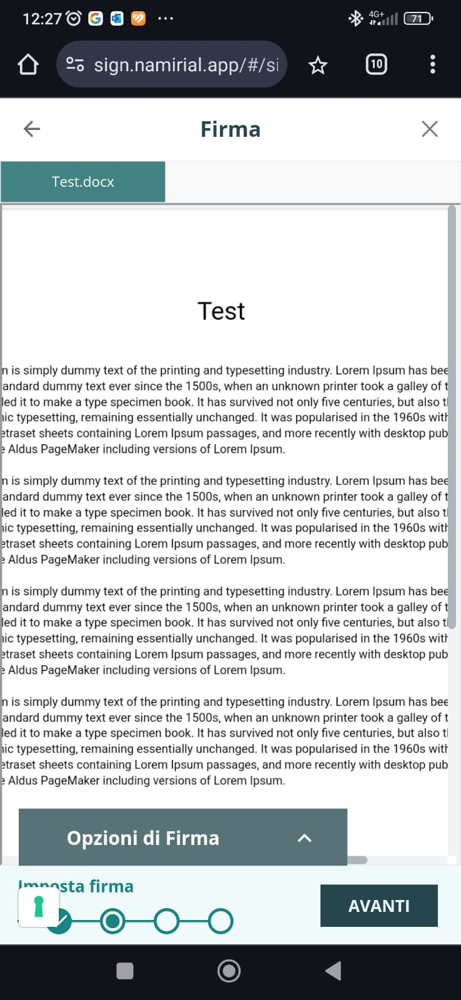 12:27
4G+
71
sign.namirial.app/#/si
10
Firma
Test.docx
Test
is simply dummy text of the printing and typesetting industry. Lorem Ipsum has bee
andard dummy text ever since the 1500s, when an unknown printer took a galley of t
led it to make a type specimen book. It has survived not only five centuries, but also t
nic typesetting, remaining essentially unchanged. It was popularised in the 1960s with
etraset sheets containing Lorem Ipsum passages, and more recently with desktop pub
e Aldus PageMaker including versions of Lorem Ipsum.
is simply dummy text of the printing and typesetting industry. Lorem Ipsum has bee
andard dummy text ever since the 1500s, when an unknown printer took a galley of t
led it to make a type specimen book. It has survived not only five centuries, but also t
nic typesetting, remaining essentially unchanged. It was popularised in the 1960s with
etraset sheets containing Lorem Ipsum passages, and more recently with desktop pub
e Aldus PageMaker including versions of Lorem Ipsum.
is simply dummy text of the printing and typesetting industry. Lorem Ipsum has bee
andard dummy text ever since the 1500s, when an unknown printer took a galley of t
led it to make a type specimen book. It has survived not only five centuries, but also t
nic typesetting, remaining essentially unchanged. It was popularised in the 1960s with
etraset sheets containing Lorem Ipsum passages, and more recently with desktop pub
e Aldus PageMaker including versions of Lorem Ipsum.
is simply dummy text of the printing and typesetting industry. Lorem Ipsum has bee
andard dummy text ever since the 1500s, when an unknown printer took a galley of t
led it to make a type specimen book. It has survived not only five centuries, but also t
nic typesetting, remaining essentially unchanged. It was popularised in the 1960s with
etraset sheets containing Lorem Ipsum passages, and more recently with desktop pub
e Aldus PageMaker including versions of Lorem Ipsum.
Opzioni di Firma
Imposta firma
AVANTI